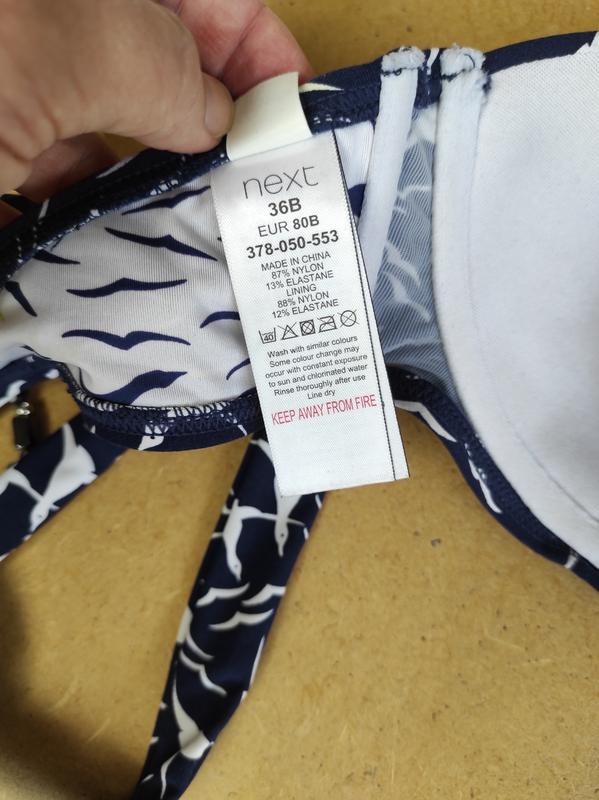 next
36B
EUR 80B
378-050-553
MADE IN CHINA
87% NYLON
13% ELASTANE
LINING
88% NYLON
12% ELASTANE
40
Wash with similar colours
Some colour change may
occur with constant exposure
to sun and chlorinated water
Rinse thoroughly after use
Line dry
KEEP AWAY FROM FIRE